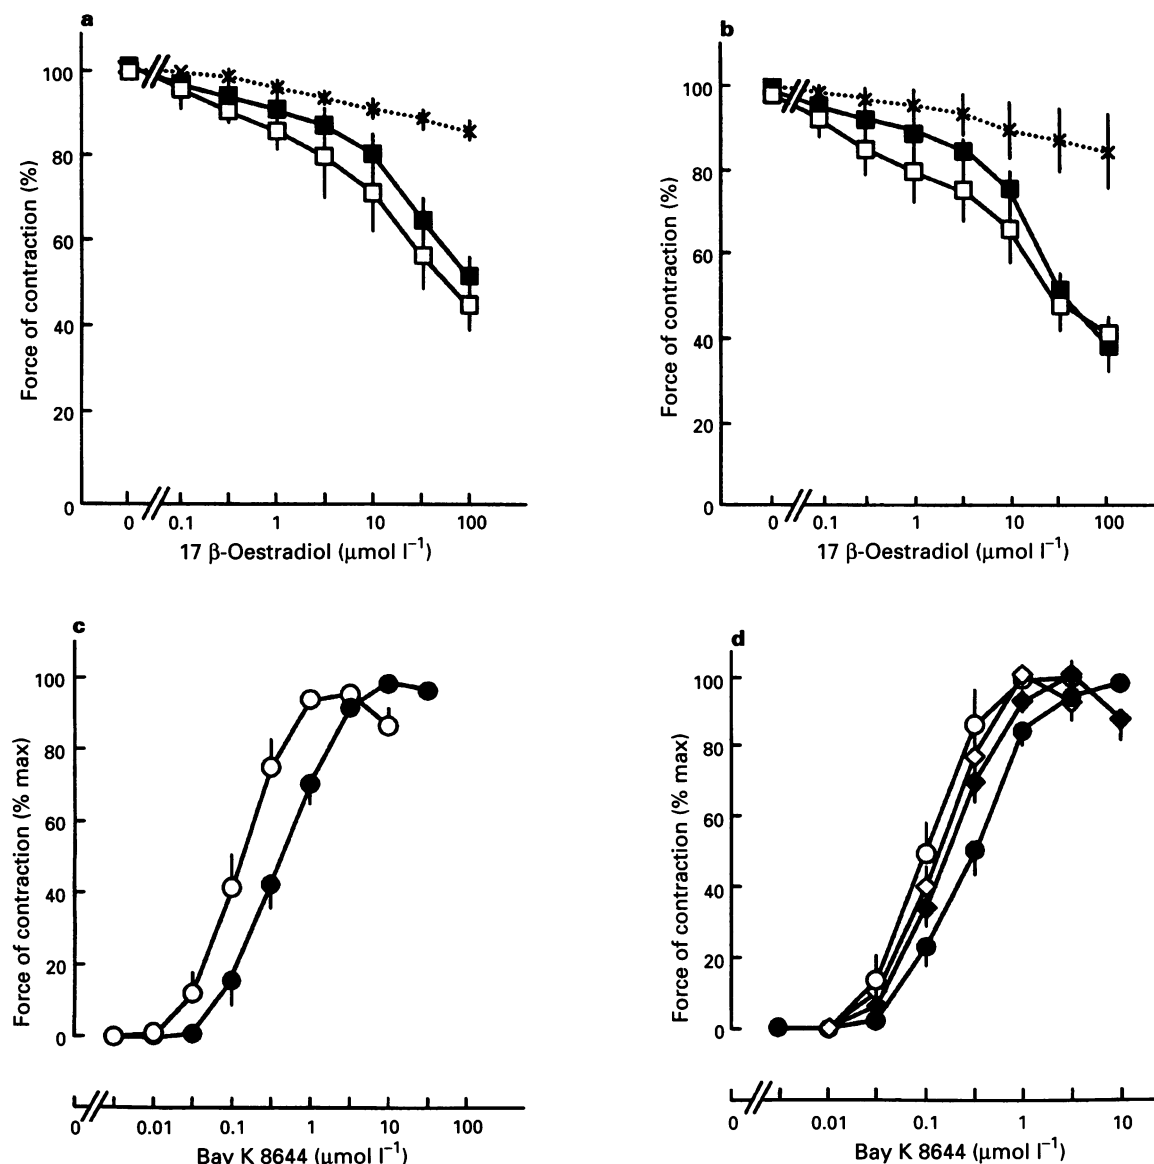 a
Force of contraction (%)
100
80
60
40
20
0
0 0.1 1 10 100
17 β-Oestradiol (μmol l⁻¹)
b
Force of contraction (%)
100
80
60
40
20
0
0 0.1 1 10 100
17 β-Oestradiol (μmol l⁻¹)
c
Force of contraction (% max)
100
80
60
40
20
0
0 0.01 0.1 1 10 100
Bay K 8644 (μmol l⁻¹)
d
Force of contraction (% max)
100
80
60
40
20
0
0 0.01 0.1 1 10
Bay K 8644 (μmol l⁻¹)